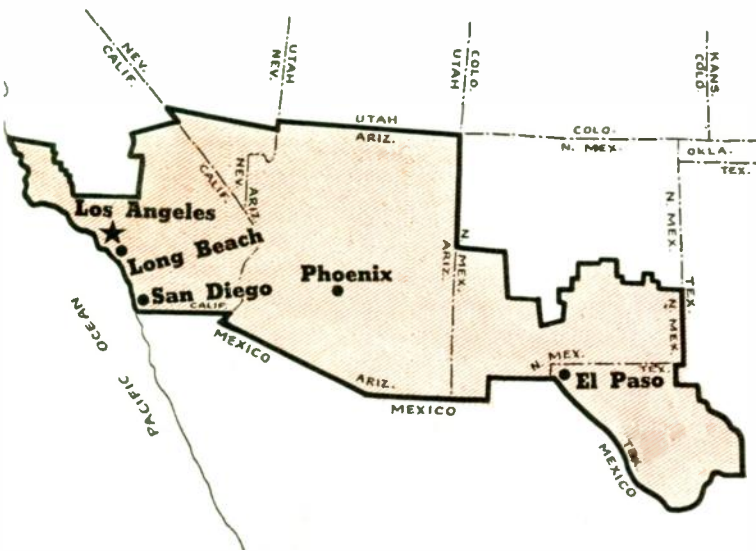 NEV.
CALIF.
UTAH
NEV.
COLO.
UTAH
KANS.
COLO.
UTAH
ARIZ.
COLO.
N. MEX.
OKLA.
TEX.
CALIF.
NEV.
ARIZ.
N. MEX.
TEX.
Los Angeles
Long Beach
San Diego
CALIF.
Phoenix
N. MEX.
ARIZ.
N. MEX.
PACIFIC OCEAN
MEXICO
ARIZ.
MEXICO
N. MEX.
TEX.
El Paso
TEX.
MEXICO